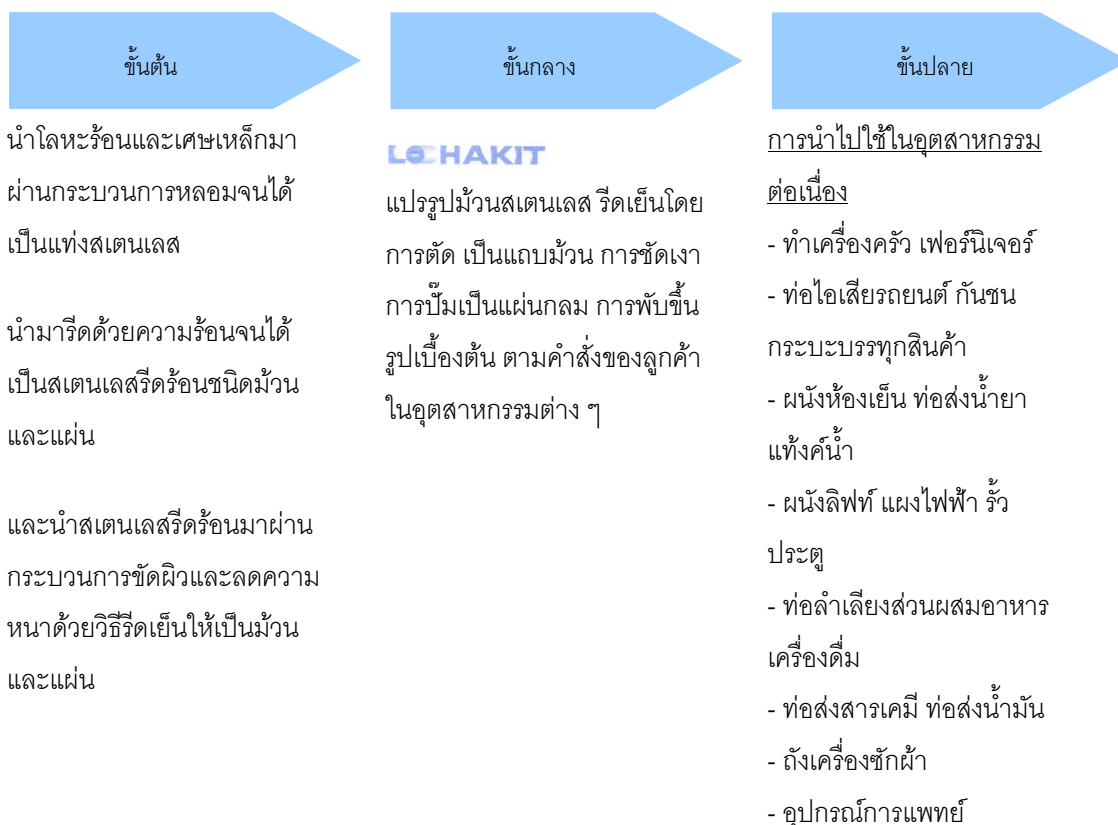 ขั้นต้น
นำโลหะร้อนและเศษเหล็กมา
ผ่านกระบวนการหลอมจนได้
เป็นแท่งสเตนเลส
นำมารีดด้วยความร้อนจนได้
เป็นสเตนเลสรีดร้อนชนิดม้วน
และแผ่น
และนำสเตนเลสรีดร้อนมาผ่าน
กระบวนการขัดผิวและลดความ
หนาด้วยวิธีรีดเย็นให้เป็นม้วน
และแผ่น
ขั้นกลาง
LOHAKIT
แปรรูปม้วนสเตนเลส รีดเย็นโดย
การตัด เป็นแถบม้วน การขัดเงา
การปั๊มเป็นแผ่นกลม การพับขึ้น
รูปเบื้องต้น ตามคำสั่งของลูกค้า
ในอุตสาหกรรมต่าง ๆ
ขั้นปลาย
การนำไปใช้ในอุตสาหกรรม
ต่อเนื่อง
- ทำเครื่องครัว เฟอร์นิเจอร์
- ท่อไอเสียรถยนต์ กันชน
กระบะบรรทุกสินค้า
- ผนังห้องเย็น ท่อส่งน้ำยา
แท้งค์น้ำ
- ผนังลิฟท์ แผงไฟฟ้า รั้ว
ประตู
- ท่อลำเลียงส่วนผสมอาหาร
เครื่องดื่ม
- ท่อส่งสารเคมี ท่อส่งน้ำมัน
- ถังเครื่องซักผ้า
- อุปกรณ์การแพทย์